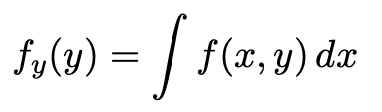 f_y(y) = ∫ f(x, y) dx